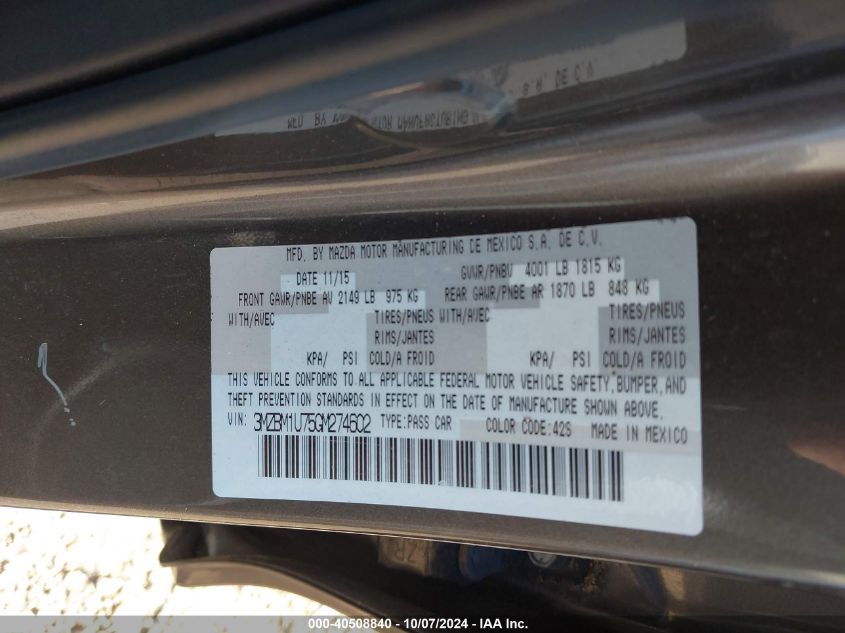 MFD. BY MAZDA MOTOR MANUFACTURING DE MEXICO S.A. DE C.V.
DATE 11/15 GVWR/PNBV 4001 LB 1815 KG
FRONT GAWR/PNBE AV 2149 LB 975 KG REAR GAWR/PNBE AR 1870 LB 848 KG
WITH/AVEC TIRES/PNEUS WITH/AVEC TIRES/PNEUS
RIMS/JANTES RIMS/JANTES
KPA/ PSI COLD/A FROID KPA/ PSI COLD/A FROID
THIS VEHICLE CONFORMS TO ALL APPLICABLE FEDERAL MOTOR VEHICLE SAFETY, BUMPER, AND
THEFT PREVENTION STANDARDS IN EFFECT ON THE DATE OF MANUFACTURE SHOWN ABOVE.
VIN: 3MZBM1U75GM274602 TYPE:PASS CAR COLOR CODE:42S MADE IN MEXICO
000-40508840 - 10/07/2024 - IAA Inc.